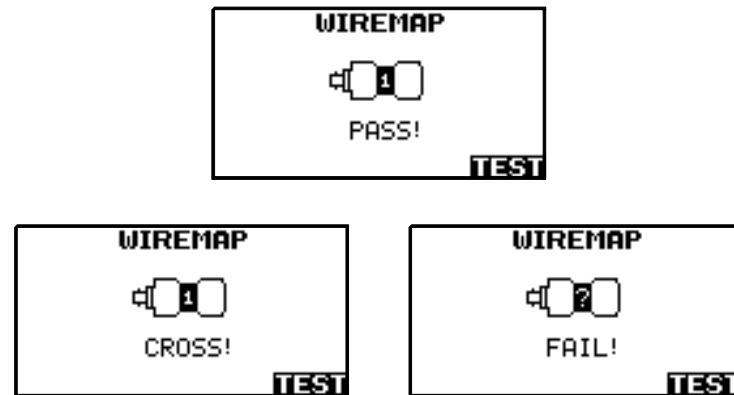 WIREMAP
1
PASS!
TEST
WIREMAP
1
CROSS!
TEST
WIREMAP
?
FAIL!
TEST